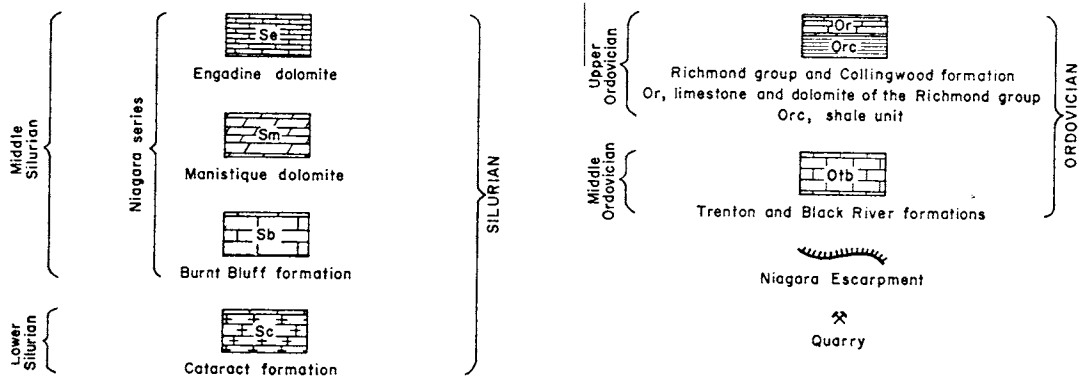 Middle
Silurian
Niagara series
Se
Engadine dolomite
Sm
Manistique dolomite
Sb
Burnt Bluff formation
Lower
Silurian
Sc
Cataract formation
SILURIAN
Upper
Ordovician
Or
Orc
Richmond group and Collingwood formation
Or, limestone and dolomite of the Richmond group
Orc, shale unit
Middle
Ordovician
Otb
Trenton and Black River formations
ORDOVICIAN
Niagara Escarpment
Quarry